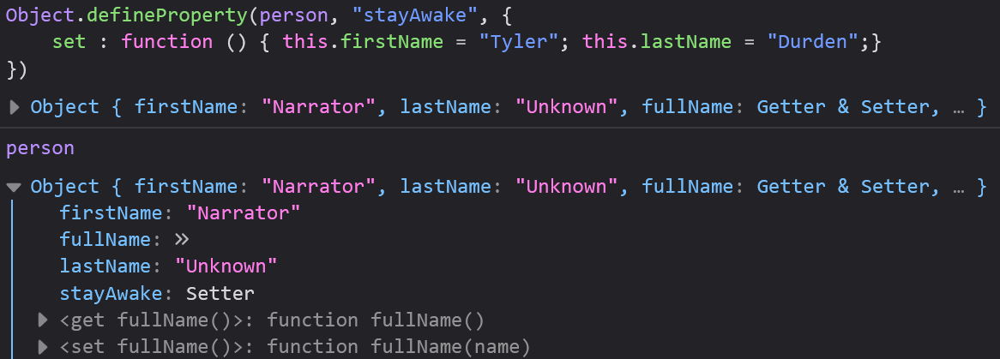 Object.defineProperty(person, "stayAwake", {
set : function () { this.firstName = "Tyler"; this.lastName = "Durden";}
})
Object { firstName: "Narrator", lastName: "Unknown", fullName: Getter & Setter, … }
person
Object { firstName: "Narrator", lastName: "Unknown", fullName: Getter & Setter, … }
firstName: "Narrator"
fullName: »
lastName: "Unknown"
stayAwake: Setter
<get fullName()>: function fullName()
<set fullName()>: function fullName(name)